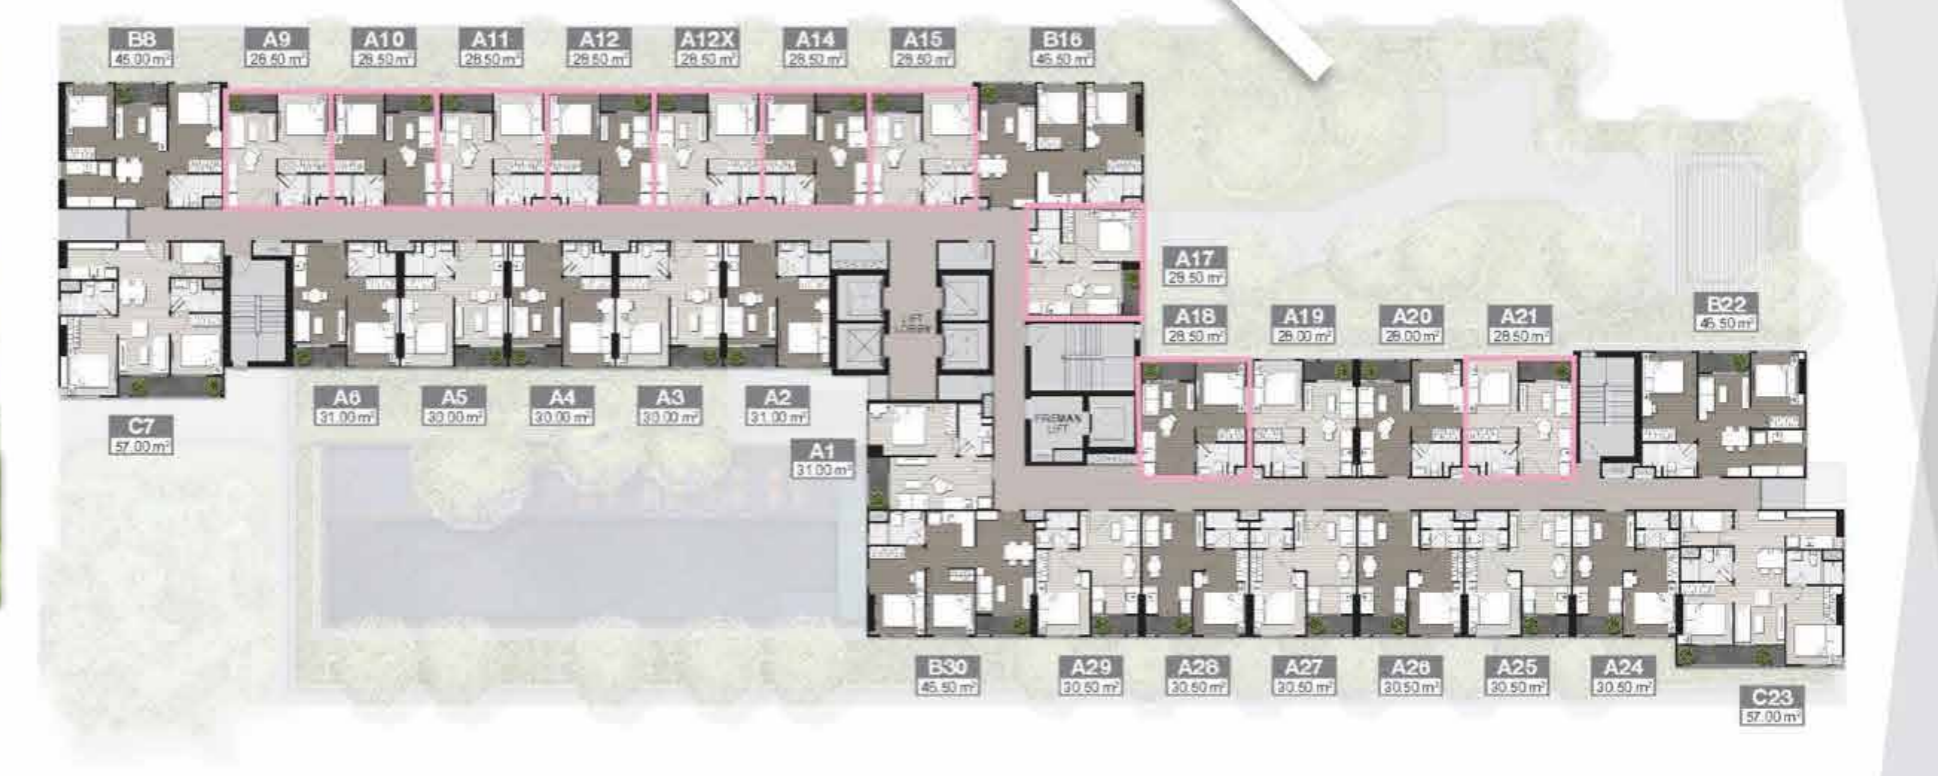 B8
45.00 m²
A9
28.50 m²
A10
28.50 m²
A11
28.50 m²
A12
28.50 m²
A12X
28.50 m²
A14
28.50 m²
A15
28.50 m²
B16
45.50 m²
A17
28.50 m²
A18
28.50 m²
A19
28.00 m²
A20
28.00 m²
A21
28.50 m²
B22
45.50 m²
LIFT
LOBBY
FIREMAN
LIFT
A6
31.00 m²
A5
30.00 m²
A4
30.00 m²
A3
30.00 m²
A2
31.00 m²
C7
57.00 m²
A1
31.00 m²
B30
45.50 m²
A29
30.50 m²
A28
30.50 m²
A27
30.50 m²
A26
30.50 m²
A25
30.50 m²
A24
30.50 m²
C23
57.00 m²